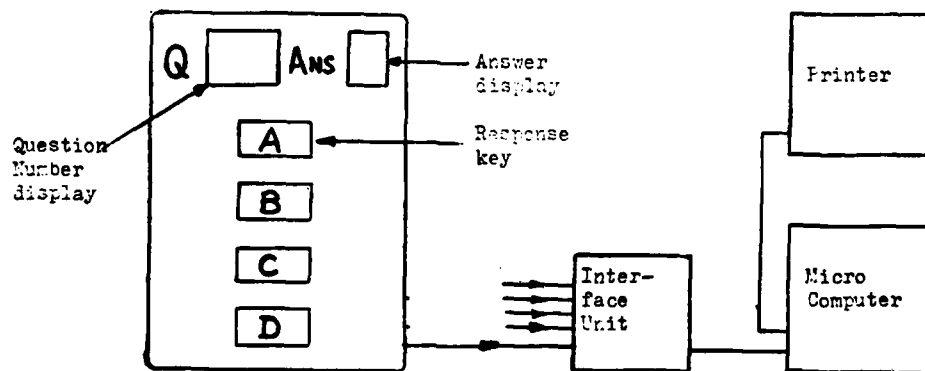 Q
ANS
Answer
display
Question
Number
display
Response
key
A
B
C
D
Inter-
face
Unit
Printer
Micro
Computer